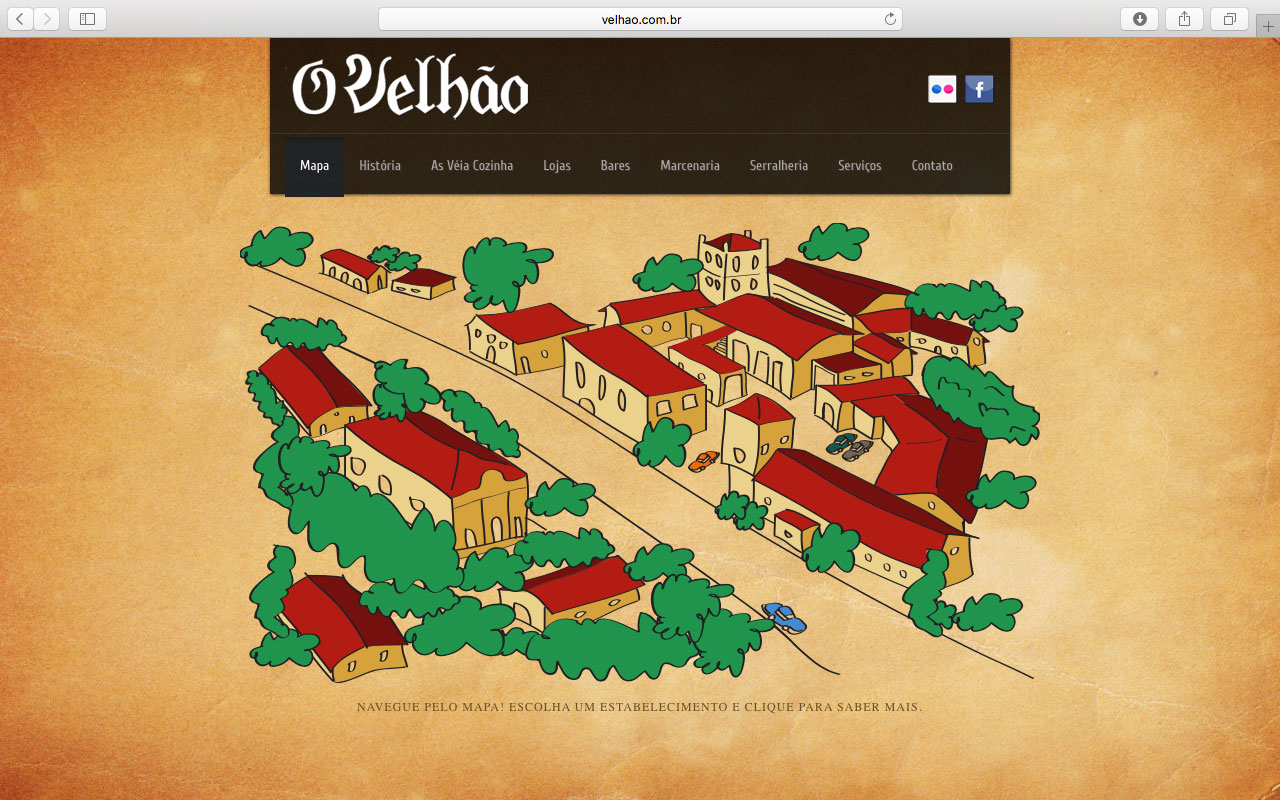 velhao.com.br
O Velhão
f
Mapa História As Véia Cozinha Lojas Bares Marcenaria Serralheria Serviços Contato
NAVEGUE PELO MAPA! ESCOLHA UM ESTABELECIMENTO E CLIQUE PARA SABER MAIS.